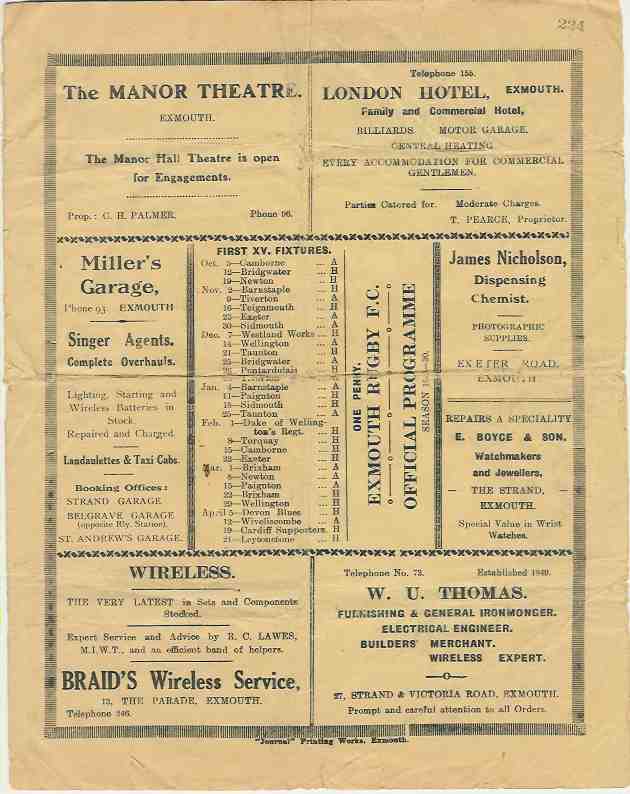 224
The MANOR THEATRE.
EXMOUTH.
The Manor Hall Theatre is open
for Engagements.
Prop.: C. H. PALMER. Phone 96.
Telephone 155.
LONDON HOTEL, EXMOUTH.
Family and Commercial Hotel,
BILLIARDS. MOTOR GARAGE.
CENTRAL HEATING
EVERY ACCOMMODATION FOR COMMERCIAL
GENTLEMEN.
Parties Catered for. Moderate Charges.
T. PEARCE, Proprietor.
Miller's
Garage,
Phone 93 EXMOUTH
Singer Agents.
Complete Overhauls.
Lighting, Starting and
Wireless Batteries in
Stock.
Repaired and Charged.
Landaulettes & Taxi Cabs.
Booking Offices:
STRAND GARAGE
BELGRAVE GARAGE
(opposite Rly. Station).
ST. ANDREW'S GARAGE.
FIRST XV. FIXTURES.
Oct. 5—Camborne ... A
12—Bridgwater ... H
19—Newton ... H
Nov. 2—Barnstaple ... H
9—Tiverton ... A
16—Teignmouth ... H
23—Exeter ... A
30—Sidmouth ... A
Dec. 7—Westland Works ... H
14—Wellington ... A
21—Taunton ... H
25—Bridgwater ... A
26—Pontardulais ... H
Jan. 4—Barnstaple ... A
11—Paignton ... H
18—Sidmouth ... H
25—Taunton ... A
Feb. 1—Duke of Welling-
ton's Regt. ... H
8—Torquay ... H
15—Camborne ... H
22—Exeter ... H
Mar. 1—Brixham ... A
8—Newton ... A
15—Paignton ... A
22—Brixham ... H
29—Wellington ... H
April 5—Devon Blues ... H
12—Wiveliscombe ... A
19—Cardiff Supporters. H
21—Leytonstone ... H
ONE PENNY.
EXMOUTH RUGBY F.C.
OFFICIAL PROGRAMME
SEASON
James Nicholson,
Dispensing
Chemist.
PHOTOGRAPHIC
SUPPLIES.
EXETER ROAD,
EXMOUTH
REPAIRS A SPECIALITY
E. BOYCE & SON.
Watchmakers
and Jewellers,
— THE STRAND, —
EXMOUTH.
Special Value in Wrist
Watches.
WIRELESS.
THE VERY LATEST in Sets and Components
Stocked.
Expert Service and Advice by R. C. LAWES,
M.I.W.T., and an efficient band of helpers.
BRAID'S Wireless Service,
13, THE PARADE, EXMOUTH.
Telephone 246.
Telephone No. 73. Established 1840.
W. U. THOMAS.
FURNISHING & GENERAL IRONMONGER.
ELECTRICAL ENGINEER.
BUILDERS' MERCHANT.
WIRELESS EXPERT.
27, STRAND & VICTORIA ROAD, EXMOUTH.
Prompt and careful attention to all Orders.
"Journal" Printing Works, Exmouth.